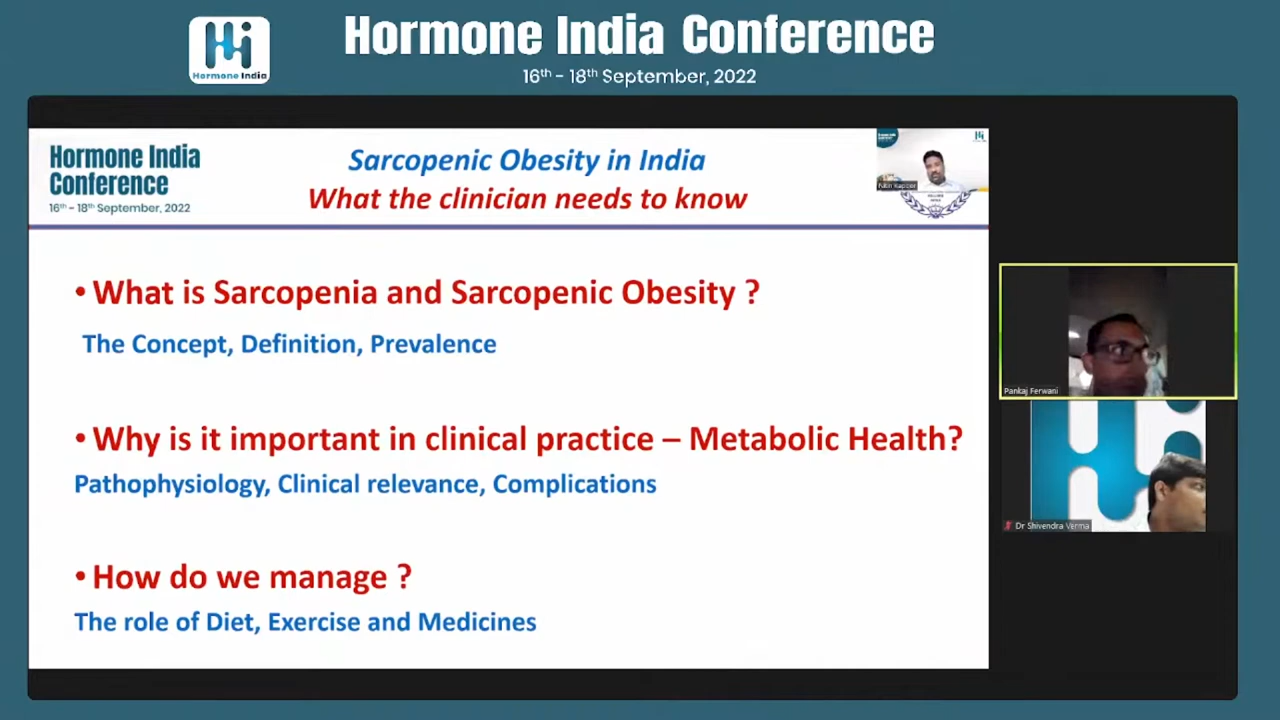 Hormone India
Hormone India Conference
16th - 18th September, 2022
Hormone India
Conference
16th - 18th September, 2022
Sarcopenic Obesity in India
What the clinician needs to know
Nitin Kapoor
• What is Sarcopenia and Sarcopenic Obesity ?
The Concept, Definition, Prevalence
• Why is it important in clinical practice – Metabolic Health?
Pathophysiology, Clinical relevance, Complications
• How do we manage ?
The role of Diet, Exercise and Medicines
Pankaj Ferwani
Dr Shivendra Verma